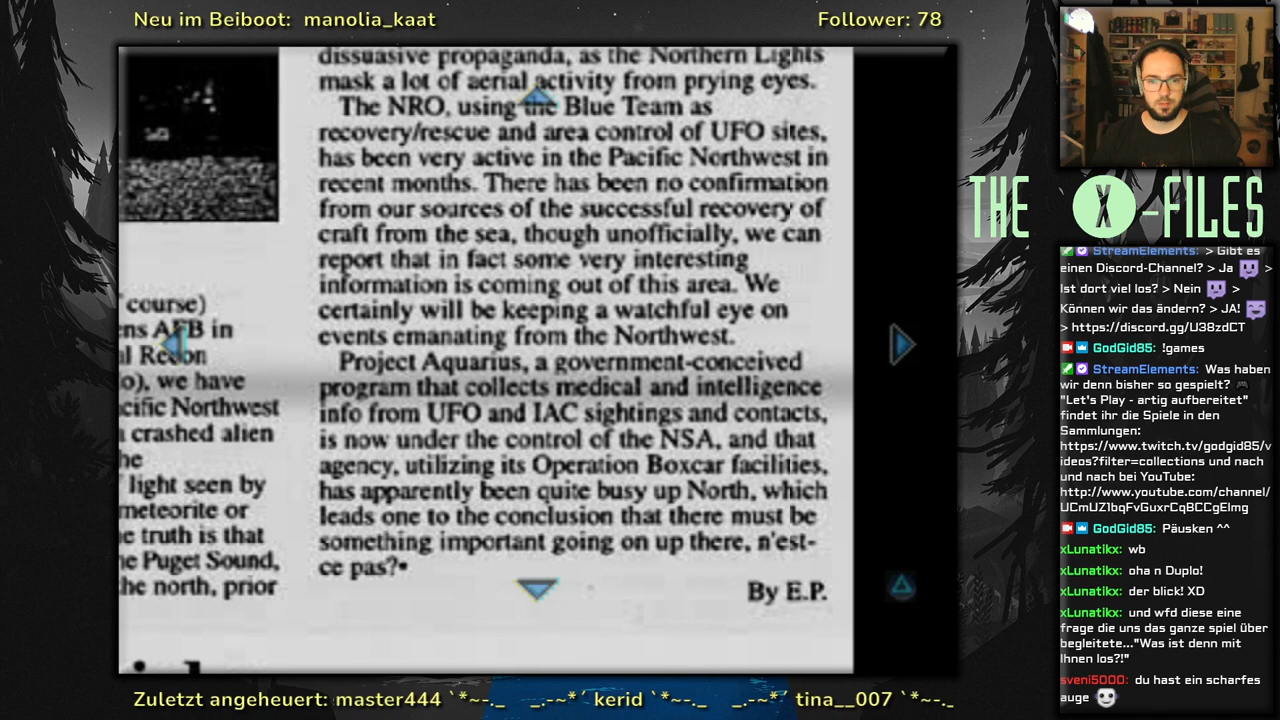 Neu im Beiboot: manolia_kaat
Follower: 78
dissuasive propaganda, as the Northern Lights
mask a lot of aerial activity from prying eyes.
The NRO, using the Blue Team as
recovery/rescue and area control of UFO sites,
has been very active in the Pacific Northwest in
recent months. There has been no confirmation
from our sources of the successful recovery of
craft from the sea, though unofficially, we can
report that in fact some very interesting
information is coming out of this area. We
certainly will be keeping a watchful eye on
events emanating from the Northwest.
Project Aquarius, a government-conceived
program that collects medical and intelligence
info from UFO and IAC sightings and contacts,
is now under the control of the NSA, and that
agency, utilizing its Operation Boxcar facilities,
has apparently been quite busy up North, which
leads one to the conclusion that there must be
something important going on up there, n'est-
ce pas?•
By E.P.
course)
ens AFB in
al Recon
o), we have
acific Northwest
a crashed alien
he
light seen by
meteorite or
e truth is that
he Puget Sound,
the north, prior
THE X-FILES
StreamElements: > Gibt es
einen Discord-Channel? > Ja >
Ist dort viel los? > Nein >
Können wir das ändern? > JA!
> https://discord.gg/U38zdCT
GodGid85: !games
StreamElements: Was haben
wir denn bisher so gespielt?
"Let's Play - artig aufbereitet"
findet ihr die Spiele in den
Sammlungen:
https://www.twitch.tv/godgid85/v
ideos?filter=collections und nach
und nach bei YouTube:
http://www.youtube.com/channel/
UCmUZ1bqFvGuxrCqBCCgElmg
GodGid85: Päusken ^^
xLunatikx: wb
xLunatikx: oha n Duplo!
xLunatikx: der blick! XD
xLunatikx: und wfd diese eine
frage die uns das ganze spiel über
begleitete..."Was ist denn mit
Ihnen los?!"
sveni5000: du hast ein scharfes
auge
Zuletzt angeheuert: master444 `*~-._ _.-~*´ kerid `*~-._ _.-~*´ tina__007 `*~-._